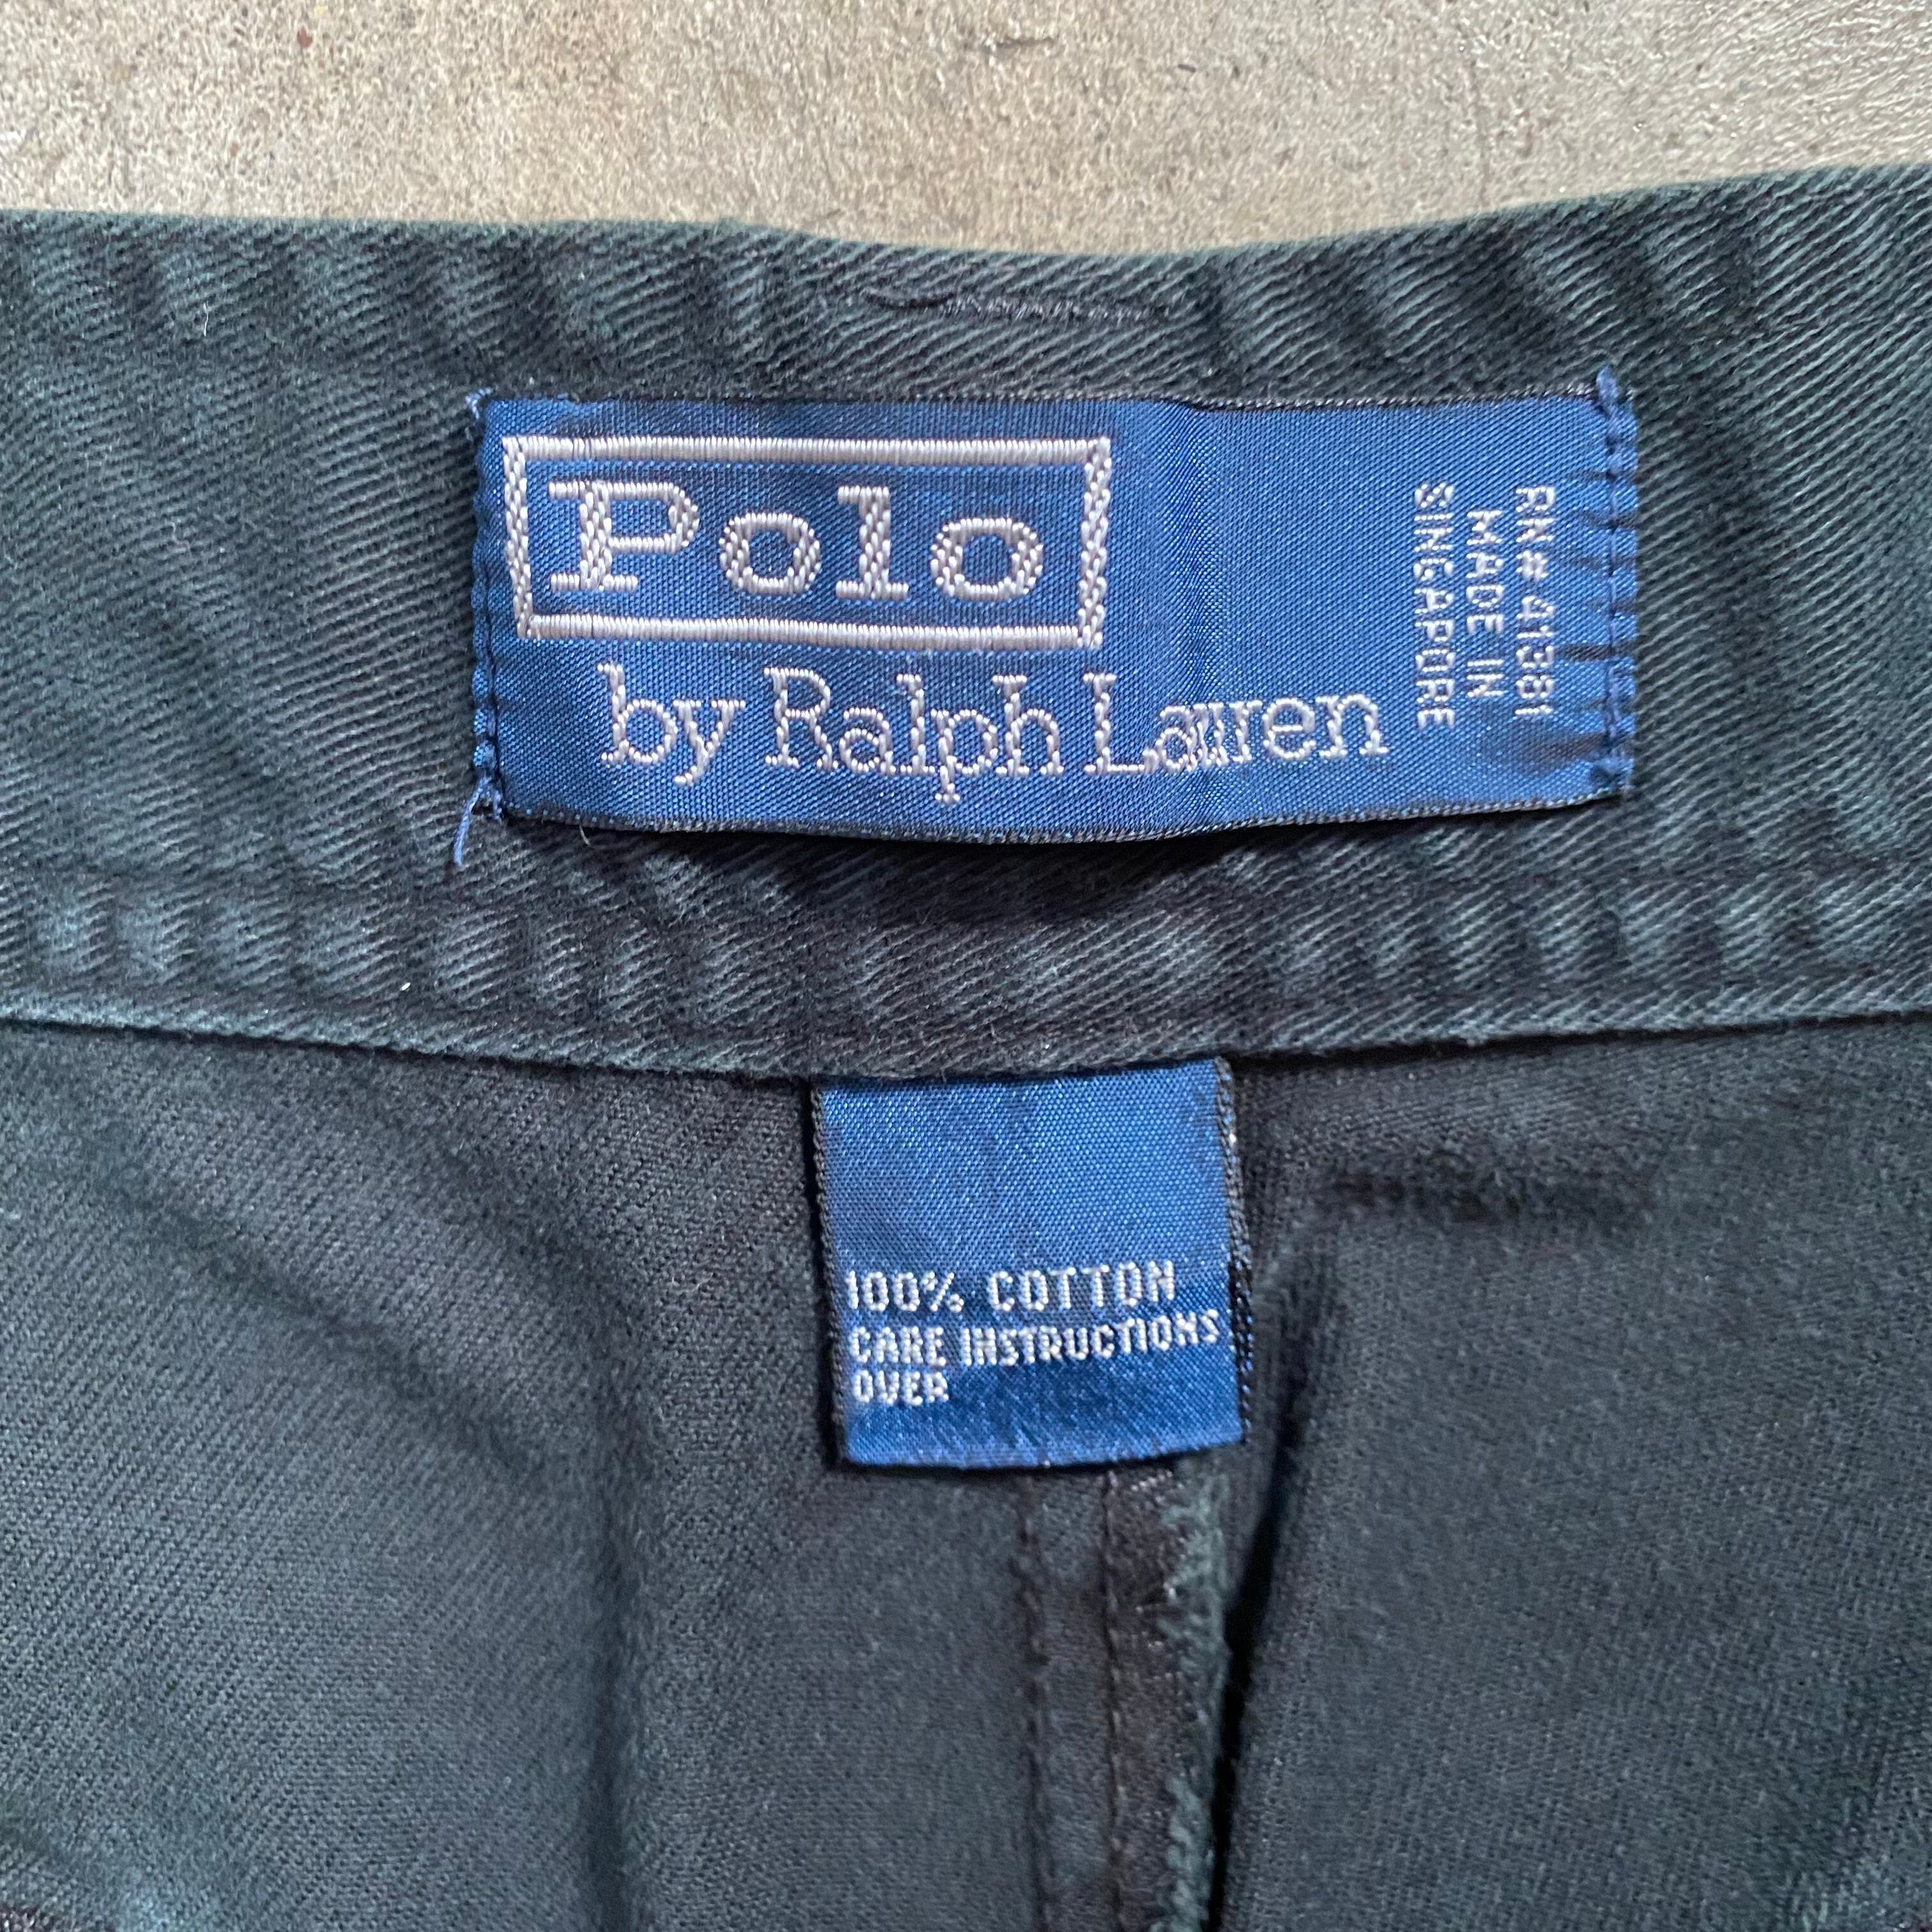 Polo
by Ralph Lauren
RN# 41381
MADE IN
SINGAPORE
100% COTTON
CARE INSTRUCTIONS
OVER